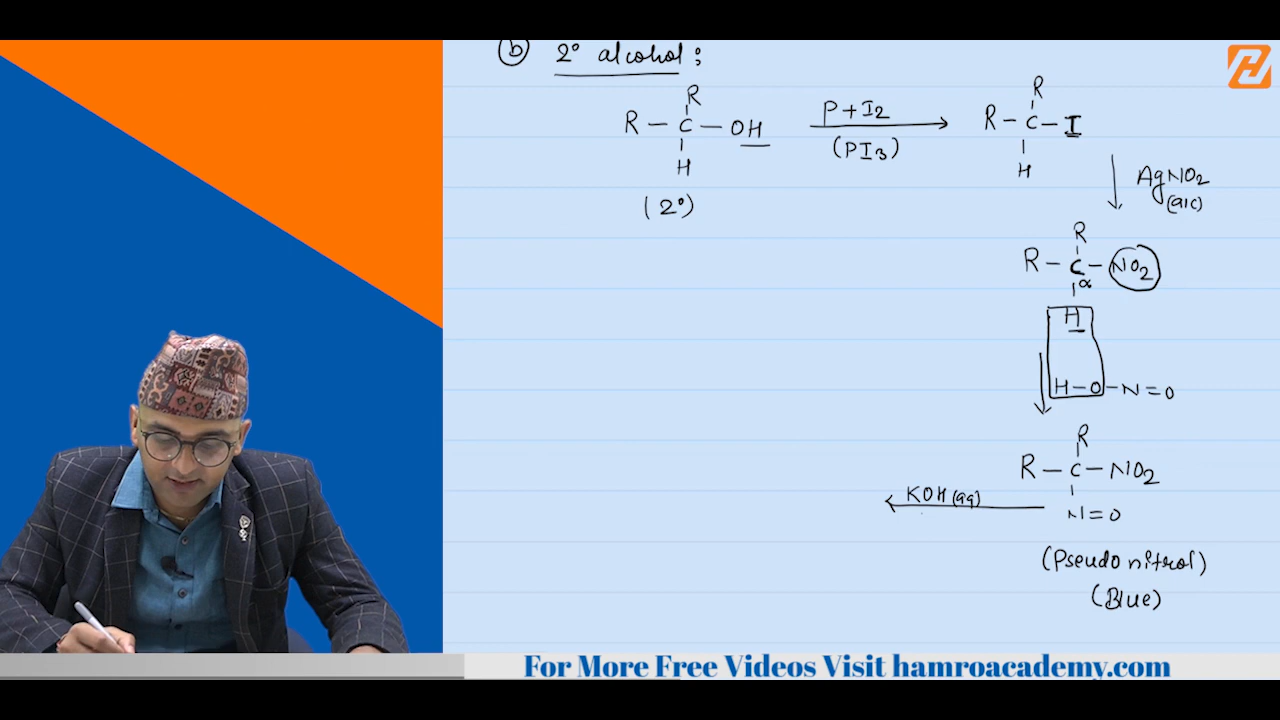 ⓑ 2° alcohol :
R
R – C – OH
H
(2°)
P+I2
(PI3)
R
R – C – I
H
AgNO2
(alc)
R
R – C – NO2
α
H
H–O–N=O
R
R – C – NO2
N=O
KOH(aq)
(Pseudo nitrol)
(Blue)
For More Free Videos Visit hamroacademy.com